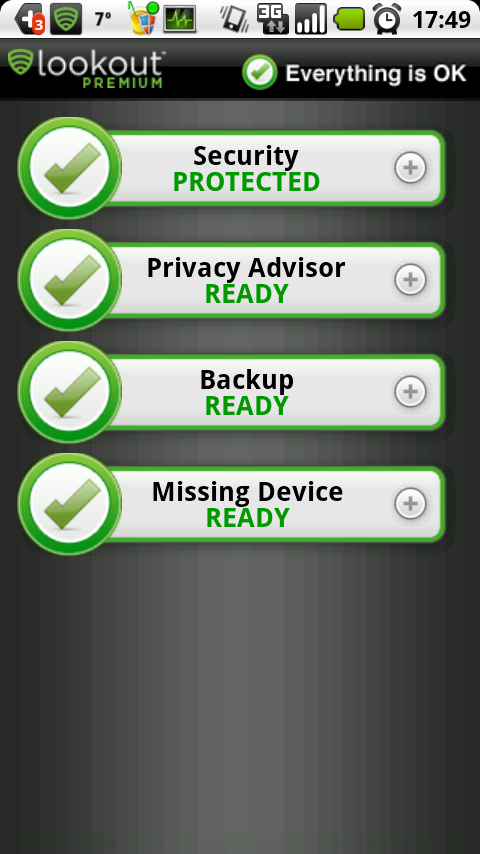 3
7°
3G
17:49
lookout™
PREMIUM
Everything is OK
Security
PROTECTED
Privacy Advisor
READY
Backup
READY
Missing Device
READY